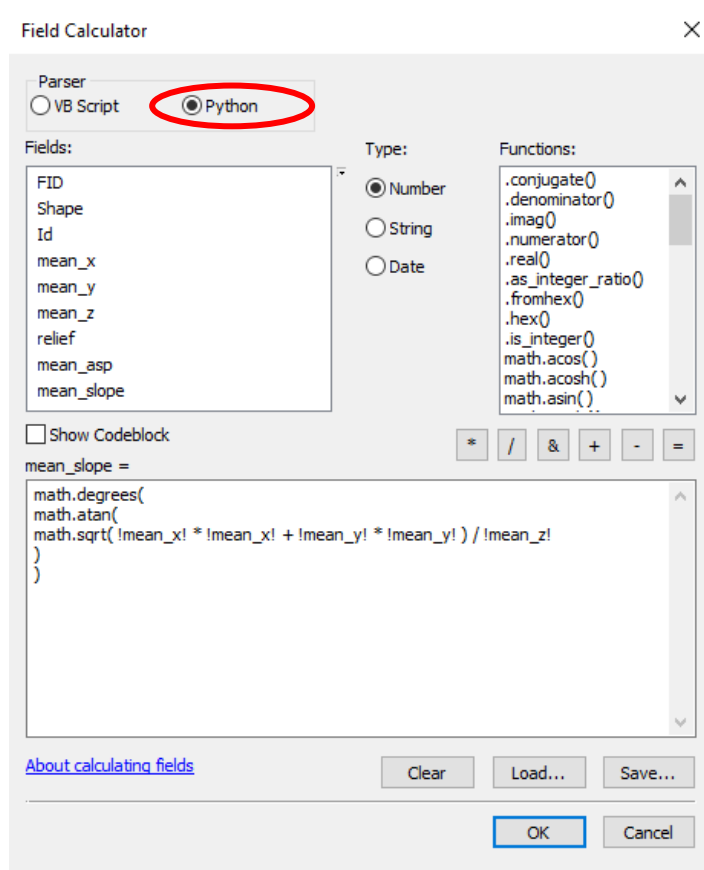 Field Calculator
Parser
VB Script
Python
Fields:
Type:
Functions:
FID
Shape
Id
mean_x
mean_y
mean_z
relief
mean_asp
mean_slope
Number
String
Date
.conjugate()
.denominator()
.imag()
.numerator()
.real()
.as_integer_ratio()
.fromhex()
.hex()
.is_integer()
math.acos( )
math.acosh( )
math.asin( )
Show Codeblock
* / & + - =
mean_slope =
math.degrees(
math.atan(
math.sqrt( !mean_x! * !mean_x! + !mean_y! * !mean_y! ) / !mean_z!
)
)
About calculating fields
Clear
Load...
Save...
OK
Cancel